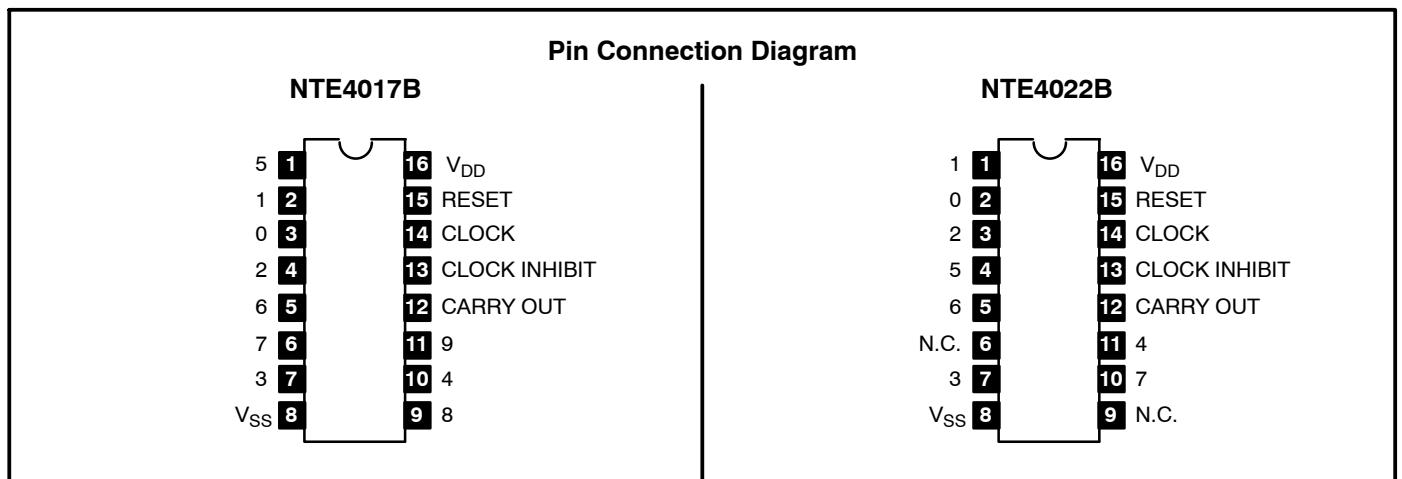 Pin Connection Diagram
NTE4017B
5 1 16 VDD
1 2 15 RESET
0 3 14 CLOCK
2 4 13 CLOCK INHIBIT
6 5 12 CARRY OUT
7 6 11 9
3 7 10 4
VSS 8 9 8
NTE4022B
1 1 16 VDD
0 2 15 RESET
2 3 14 CLOCK
5 4 13 CLOCK INHIBIT
6 5 12 CARRY OUT
N.C. 6 11 4
3 7 10 7
VSS 8 9 N.C.